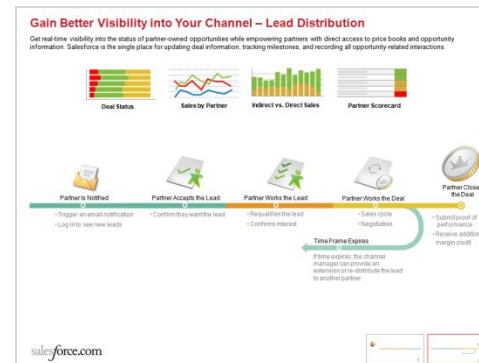 Gain Better Visibility into Your Channel – Lead Distribution
Get real-time visibility into the status of partner-owned opportunities while empowering partners with direct access to price books and opportunity
information. Salesforce is the single place for updating deal information, tracking milestones, and recording all opportunity-related interactions.
Deal Status
Sales by Partner
Indirect vs. Direct Sales
Partner Scorecard
Partner Is Notified
• Trigger an email notification
• Log in to see new leads
Partner Accepts the Lead
• Confirm they want the lead
Partner Works the Lead
• Requalifies the lead
• Confirms interest
Partner Works the Deal
• Sales cycle
• Negotiation
Partner Close
the Deal
• Submit proof of
performance
• Receive addition
margin credit
Time Frame Expires
If time expires, the channel
manager can provide an
extension or re-distribute the lead
to another partner.
salesforce.com